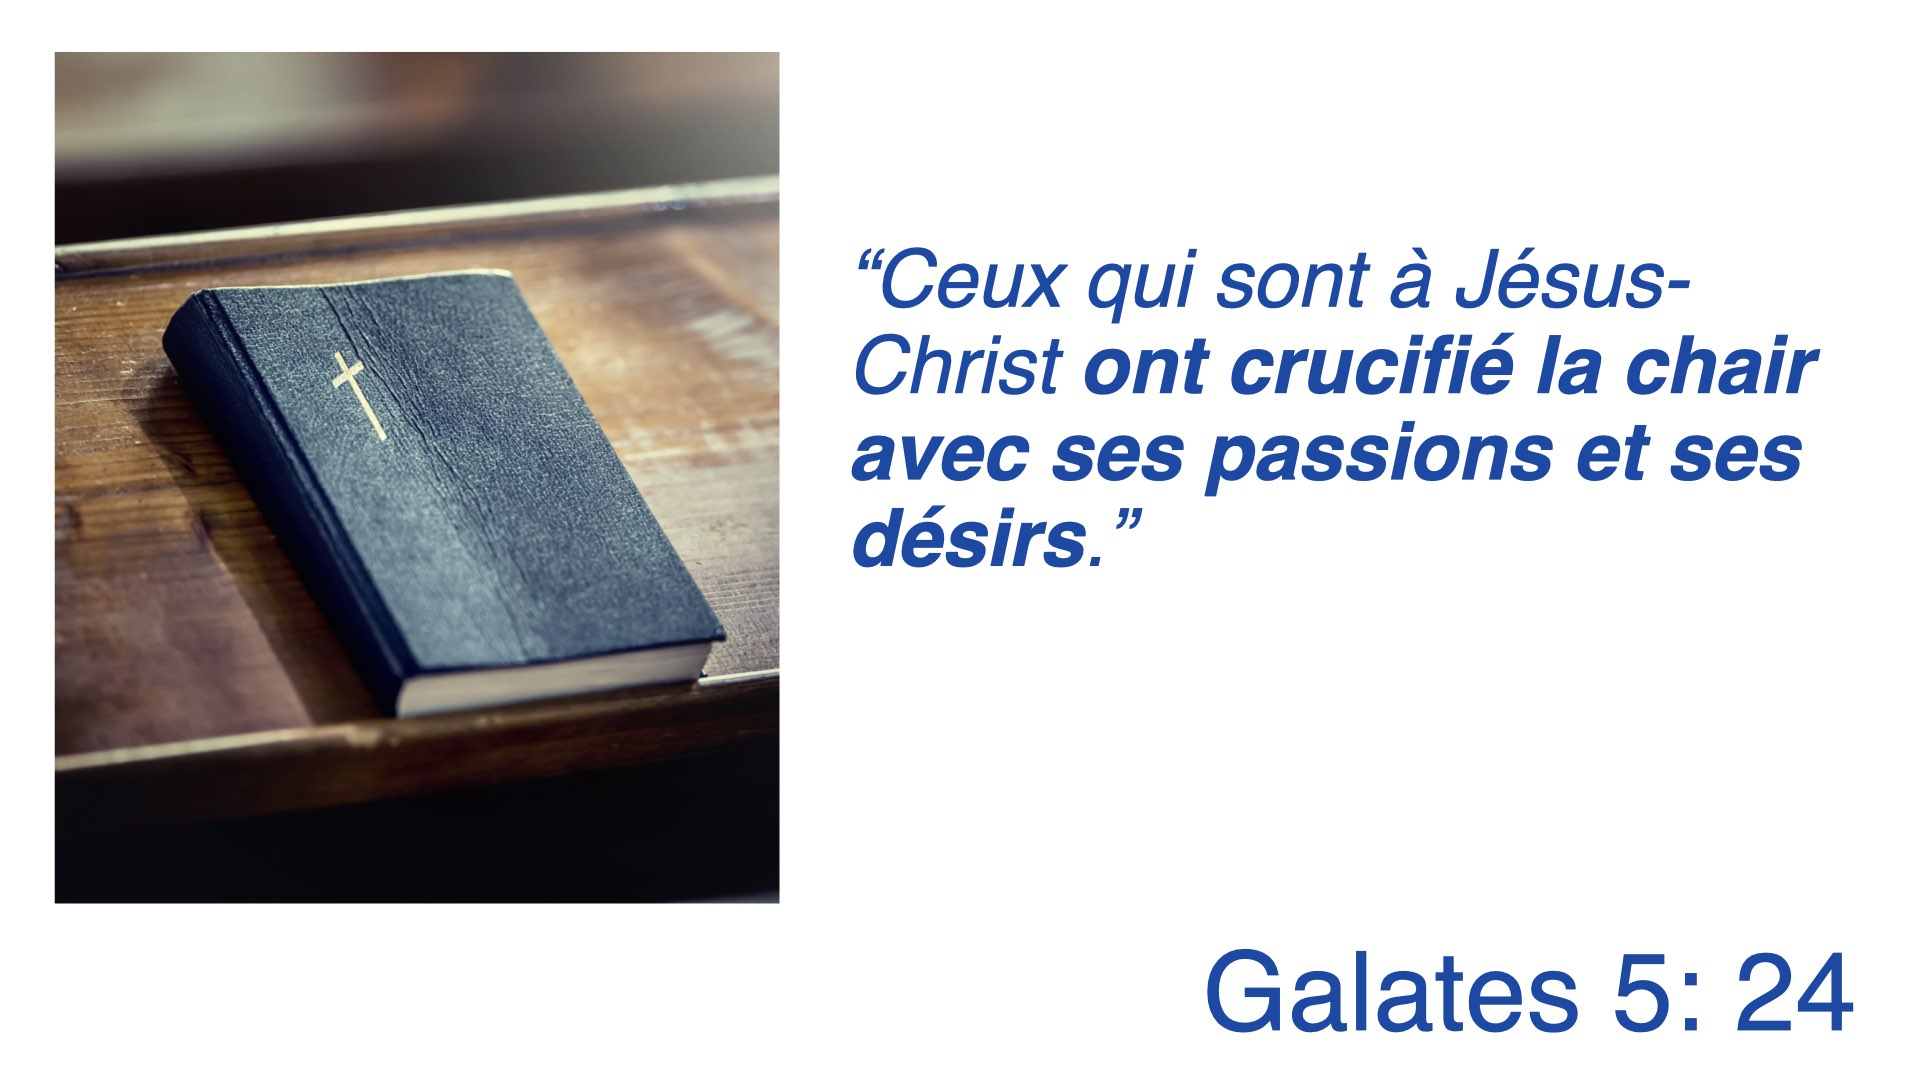 “Ceux qui sont à Jésus-
Christ ont crucifié la chair
avec ses passions et ses
désirs.”
Galates 5: 24